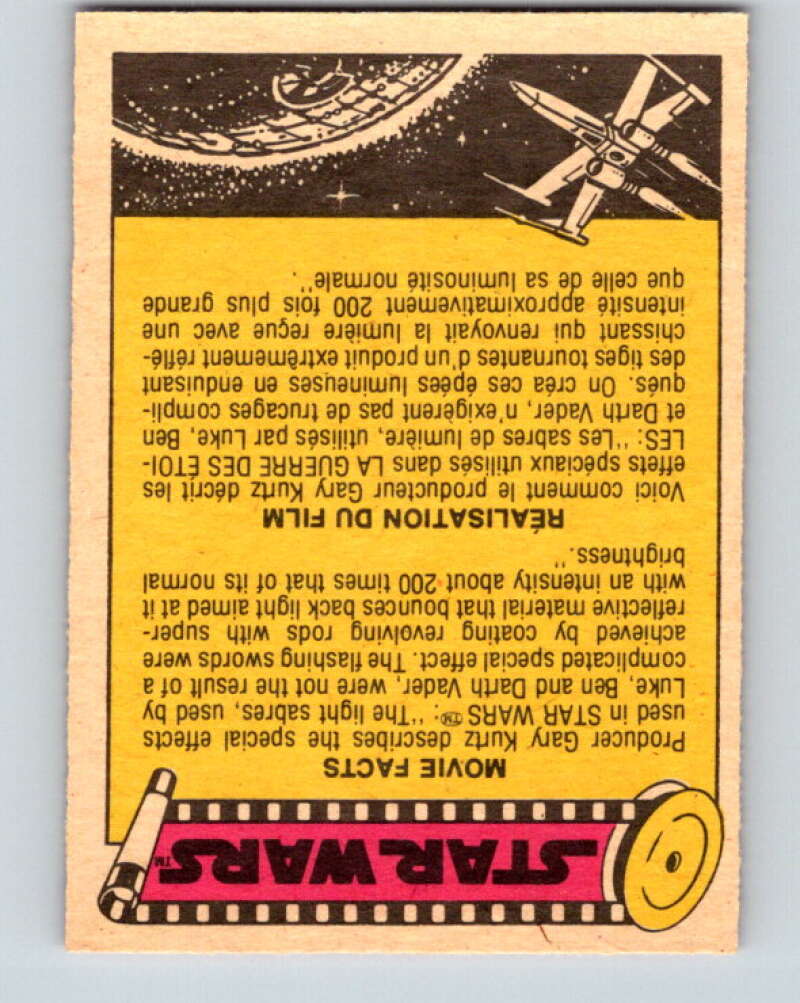 STAR WARS™
MOVIE FACTS
Producer Gary Kurtz describes the special effects
used in STAR WARS™: "The light sabres, used by
Luke, Ben and Darth Vader, were not the result of a
complicated special effect. The flashing swords were
achieved by coating revolving rods with super-
reflective material that bounces back light aimed at it
with an intensity about 200 times that of its normal
brightness."
RÉALISATION DU FILM
Voici comment le producteur Gary Kurtz décrit les
effets spéciaux utilisés dans LA GUERRE DES ÉTOI-
LES: "Les sabres de lumière, utilisés par Luke, Ben
et Darth Vader, n'exigèrent pas de trucages compli-
qués. On créa ces épées lumineuses en enduisant
des tiges tournantes d'un produit extrêmement réflé-
chissant qui renvoyait la lumière reçue avec une
intensité approximativement 200 fois plus grande
que celle de sa luminosité normale".